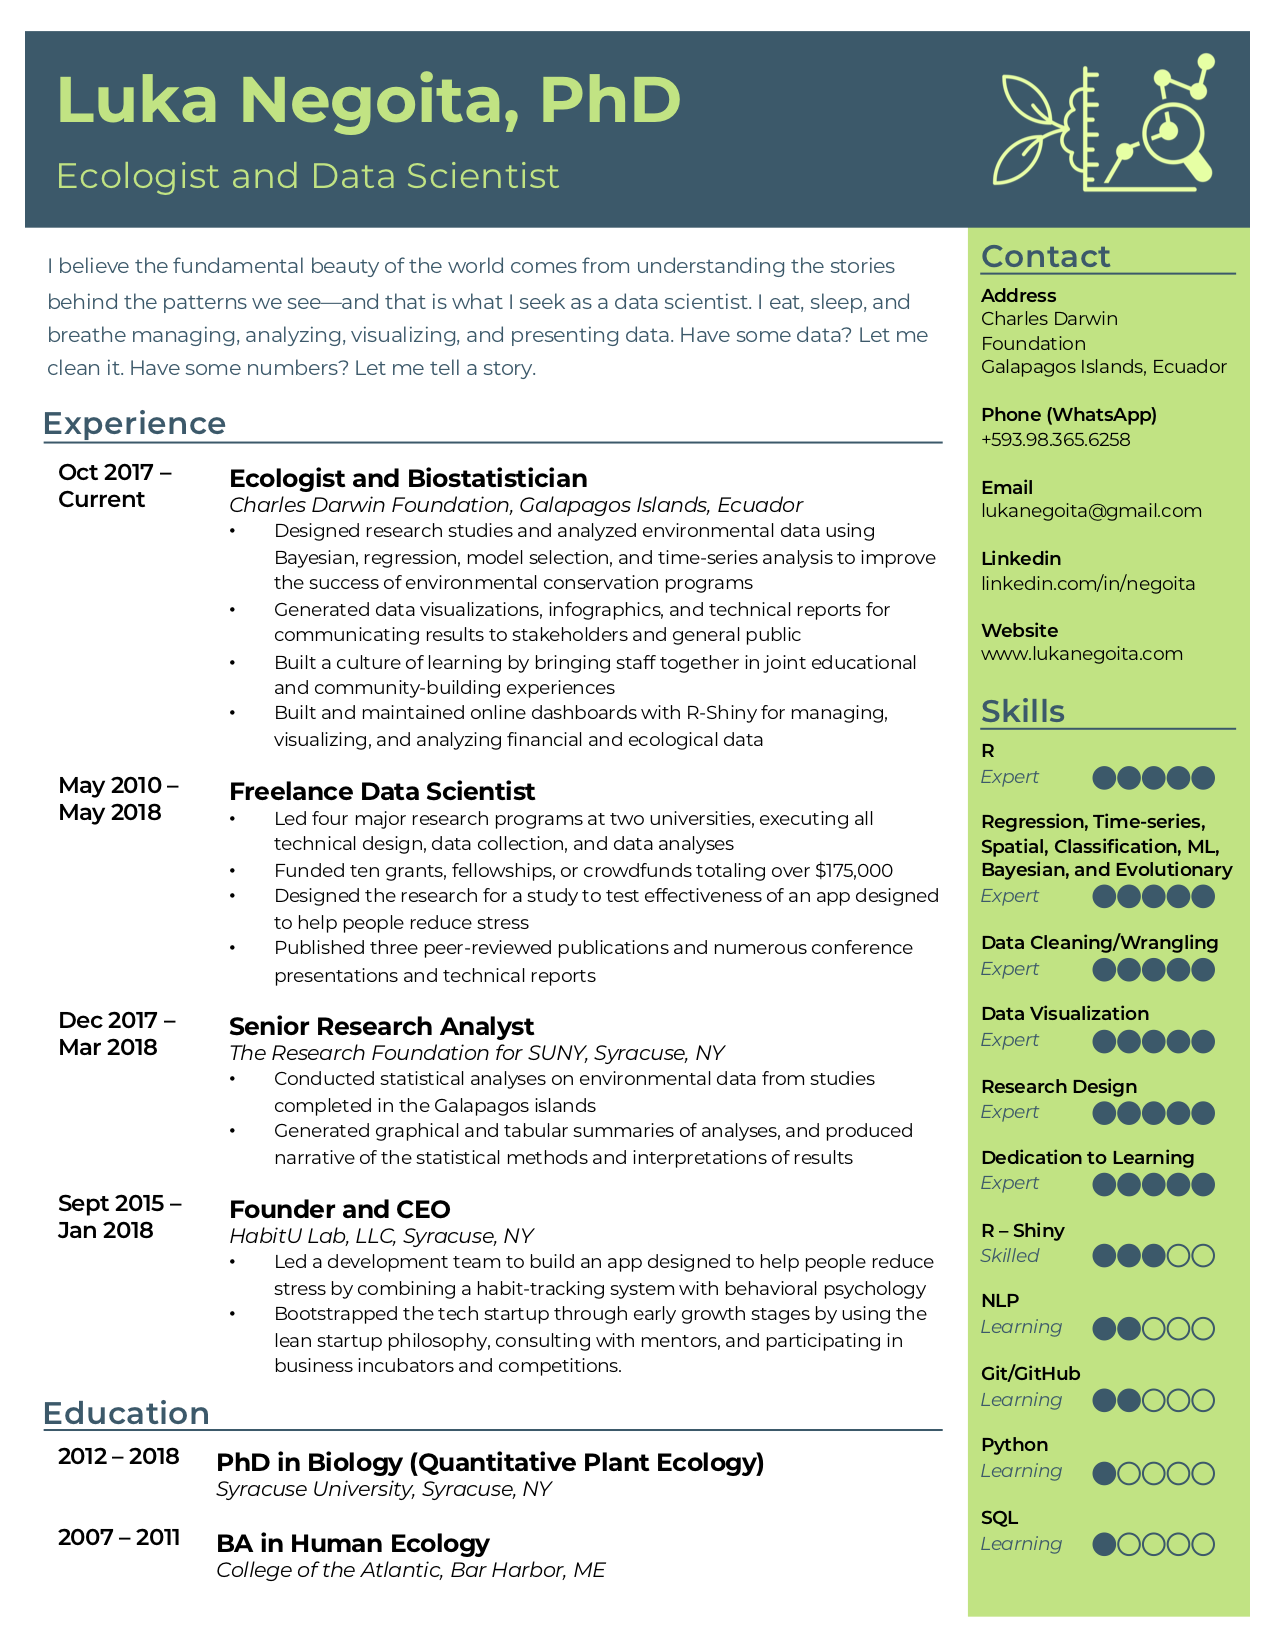 Luka Negoita, PhD
Ecologist and Data Scientist
I believe the fundamental beauty of the world comes from understanding the stories
behind the patterns we see—and that is what I seek as a data scientist. I eat, sleep, and
breathe managing, analyzing, visualizing, and presenting data. Have some data? Let me
clean it. Have some numbers? Let me tell a story.
Experience
Oct 2017 –
Current
Ecologist and Biostatistician
Charles Darwin Foundation, Galapagos Islands, Ecuador
• Designed research studies and analyzed environmental data using
Bayesian, regression, model selection, and time-series analysis to improve
the success of environmental conservation programs
• Generated data visualizations, infographics, and technical reports for
communicating results to stakeholders and general public
• Built a culture of learning by bringing staff together in joint educational
and community-building experiences
• Built and maintained online dashboards with R-Shiny for managing,
visualizing, and analyzing financial and ecological data
May 2010 –
May 2018
Freelance Data Scientist
• Led four major research programs at two universities, executing all
technical design, data collection, and data analyses
• Funded ten grants, fellowships, or crowdfunds totaling over $175,000
• Designed the research for a study to test effectiveness of an app designed
to help people reduce stress
• Published three peer-reviewed publications and numerous conference
presentations and technical reports
Dec 2017 –
Mar 2018
Senior Research Analyst
The Research Foundation for SUNY, Syracuse, NY
• Conducted statistical analyses on environmental data from studies
completed in the Galapagos islands
• Generated graphical and tabular summaries of analyses, and produced
narrative of the statistical methods and interpretations of results
Sept 2015 –
Jan 2018
Founder and CEO
HabitU Lab, LLC, Syracuse, NY
• Led a development team to build an app designed to help people reduce
stress by combining a habit-tracking system with behavioral psychology
• Bootstrapped the tech startup through early growth stages by using the
lean startup philosophy, consulting with mentors, and participating in
business incubators and competitions.
Education
2012 – 2018
PhD in Biology (Quantitative Plant Ecology)
Syracuse University, Syracuse, NY
2007 – 2011
BA in Human Ecology
College of the Atlantic, Bar Harbor, ME
Contact
Address
Charles Darwin
Foundation
Galapagos Islands, Ecuador
Phone (WhatsApp)
+593.98.365.6258
Email
lukanegoita@gmail.com
Linkedin
linkedin.com/in/negoita
Website
www.lukanegoita.com
Skills
R
Expert
Regression, Time-series,
Spatial, Classification, ML,
Bayesian, and Evolutionary
Expert
Data Cleaning/Wrangling
Expert
Data Visualization
Expert
Research Design
Expert
Dedication to Learning
Expert
R – Shiny
Skilled
NLP
Learning
Git/GitHub
Learning
Python
Learning
SQL
Learning